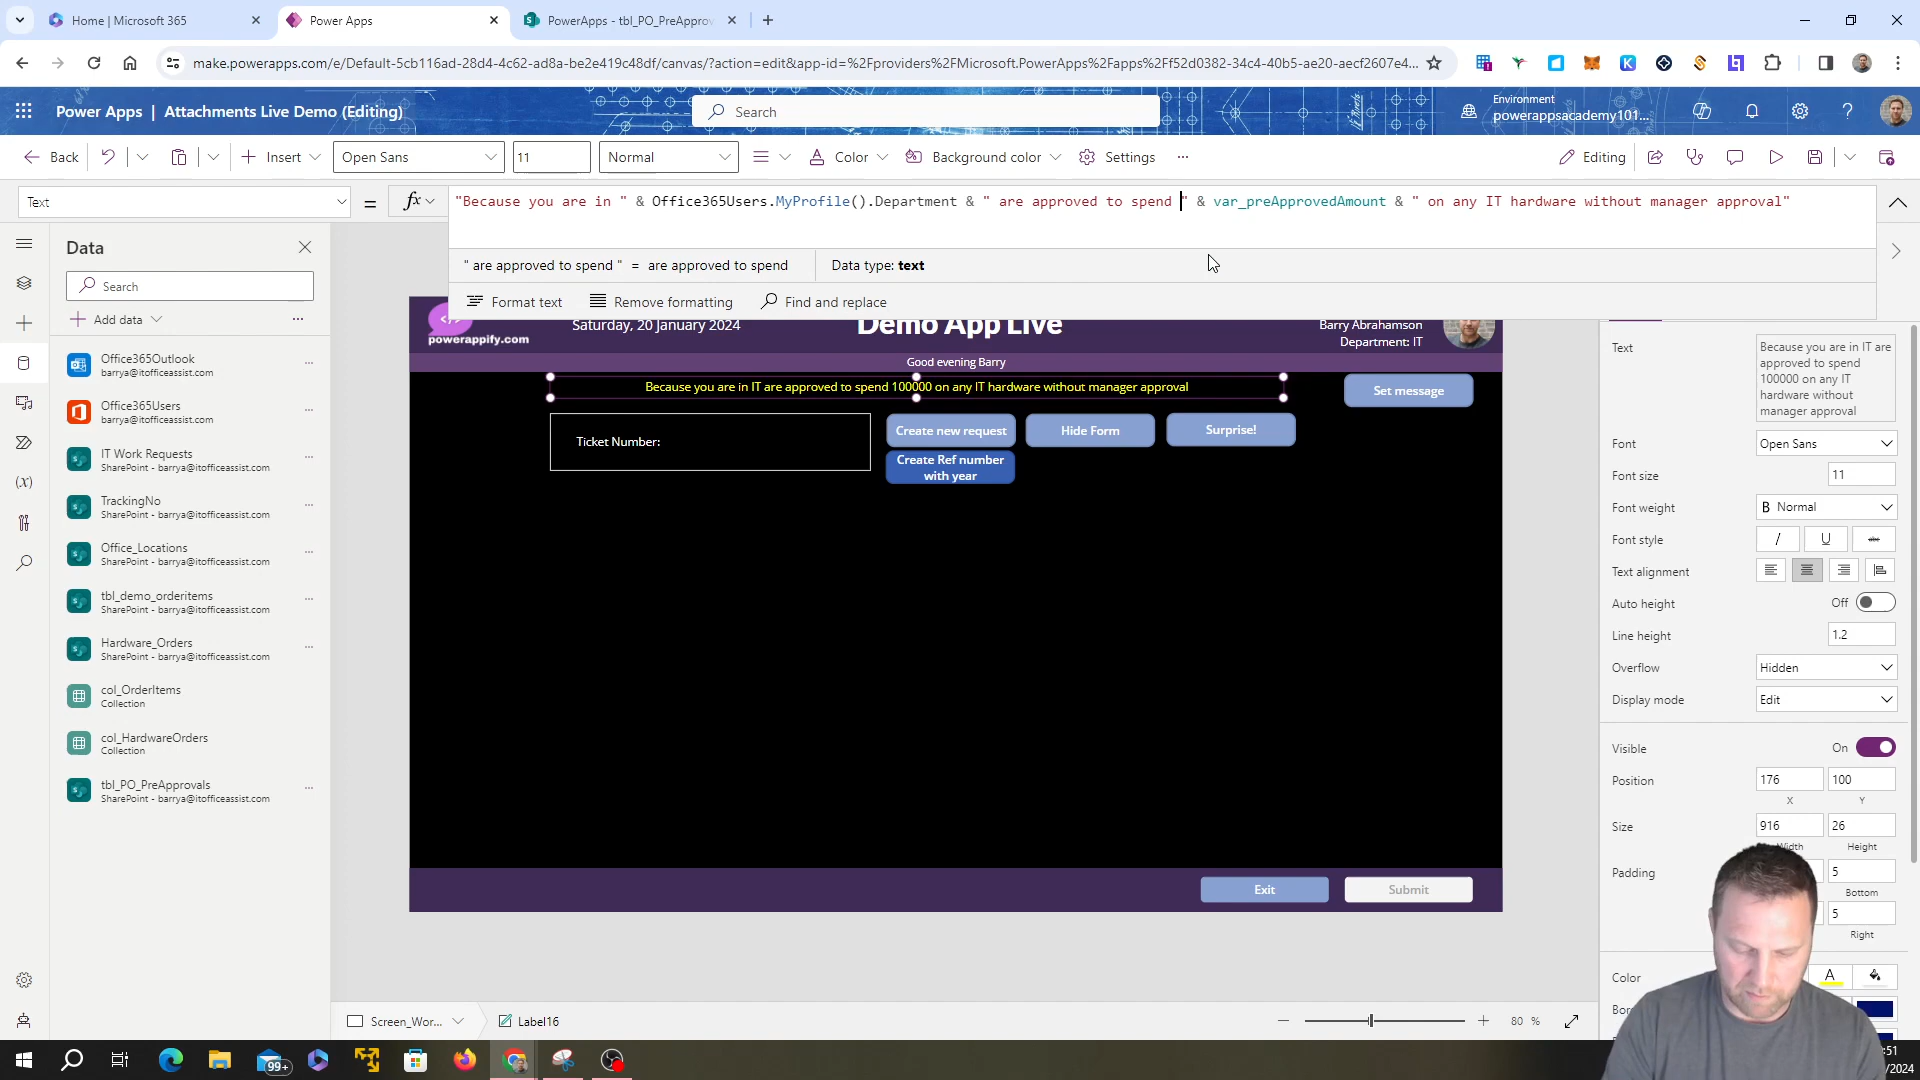 Home | Microsoft 365
Power Apps
PowerApps - tbl_PO_PreApprov
make.powerapps.com/e/Default-5cb116ad-28d4-4c62-ad8a-be2e419c48df/canvas/?action=edit&app-id=%2Fproviders%2FMicrosoft.PowerApps%2Fapps%2Ff52d0382-34c4-40b5-ae20-aecf2607e4...
Power Apps | Attachments Live Demo (Editing)
Search
Environment
powerappsacademy101...
Back
Insert
Open Sans
11
Normal
Color
Background color
Settings
Editing
Text
=
fx
"Because you are in " & Office365Users.MyProfile().Department & " are approved to spend " & var_preApprovedAmount & " on any IT hardware without manager approval"
" are approved to spend " = are approved to spend
Data type: text
Format text
Remove formatting
Find and replace
Data
Search
Add data
Office365Outlook
barrya@itofficeassist.com
Office365Users
barrya@itofficeassist.com
IT Work Requests
SharePoint - barrya@itofficeassist.com
TrackingNo
SharePoint - barrya@itofficeassist.com
Office_Locations
SharePoint - barrya@itofficeassist.com
tbl_demo_orderitems
SharePoint - barrya@itofficeassist.com
Hardware_Orders
SharePoint - barrya@itofficeassist.com
col_OrderItems
Collection
col_HardwareOrders
Collection
tbl_PO_PreApprovals
SharePoint - barrya@itofficeassist.com
powerappify.com
Saturday, 20 January 2024
Demo App Live
Barry Abrahamson
Department: IT
Good evening Barry
Because you are in IT are approved to spend 100000 on any IT hardware without manager approval
Set message
Ticket Number:
Create new request
Hide Form
Surprise!
Create Ref number
with year
Exit
Submit
Text
Because you are in IT are
approved to spend
100000 on any IT
hardware without
manager approval
Font
Open Sans
Font size
11
Font weight
B Normal
Font style
/ U abc
Text alignment
Auto height
Off
Line height
1.2
Overflow
Hidden
Display mode
Edit
Visible
On
Position
176
100
X
Y
Size
916
26
Width
Height
Padding
5
Bottom
5
Right
Color
A
Screen_Wor...
Label16
80 %
99+